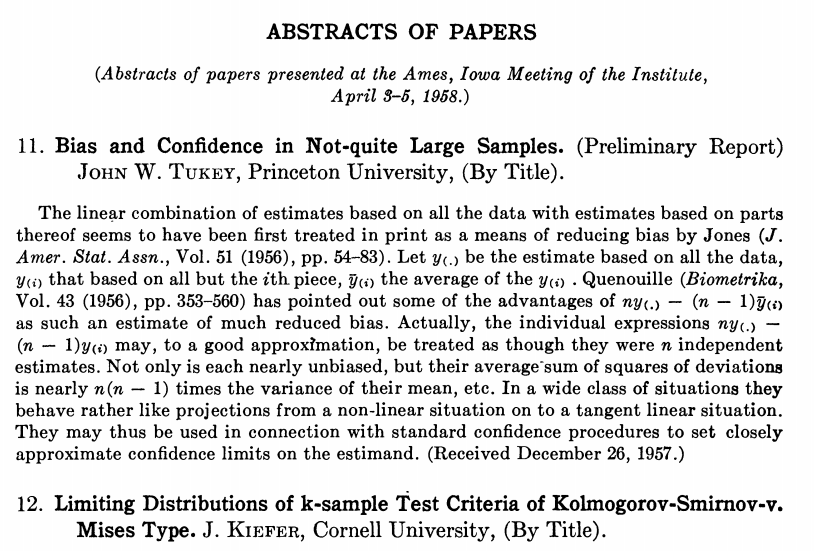 ABSTRACTS OF PAPERS
(Abstracts of papers presented at the Ames, Iowa Meeting of the Institute,
April 3-5, 1958.)
11. Bias and Confidence in Not-quite Large Samples. (Preliminary Report)
JOHN W. TUKEY, Princeton University, (By Title).
The linear combination of estimates based on all the data with estimates based on parts
thereof seems to have been first treated in print as a means of reducing bias by Jones (J.
Amer. Stat. Assn., Vol. 51 (1956), pp. 54–83). Let y(.) be the estimate based on all the data,
y(i) that based on all but the ith piece, ȳ(i) the average of the y(i) . Quenouille (Biometrika,
Vol. 43 (1956), pp. 353–560) has pointed out some of the advantages of ny(.) − (n − 1)ȳ(i)
as such an estimate of much reduced bias. Actually, the individual expressions ny(.) −
(n − 1)y(i) may, to a good approximation, be treated as though they were n independent
estimates. Not only is each nearly unbiased, but their average sum of squares of deviations
is nearly n(n − 1) times the variance of their mean, etc. In a wide class of situations they
behave rather like projections from a non-linear situation on to a tangent linear situation.
They may thus be used in connection with standard confidence procedures to set closely
approximate confidence limits on the estimand. (Received December 26, 1957.)
12. Limiting Distributions of k-sample Test Criteria of Kolmogorov-Smirnov-v.
Mises Type. J. KIEFER, Cornell University, (By Title).